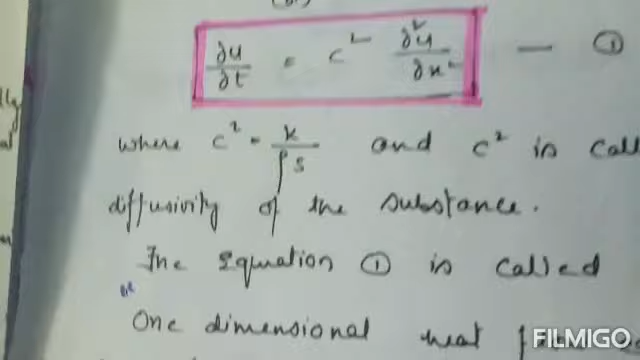 ∂u/∂t = c² ∂²u/∂x² — ①
where c² = k/ρs and c² is call
diffusivity of the substance.
The Equation ① is called
One dimensional heat f
FILMIGO